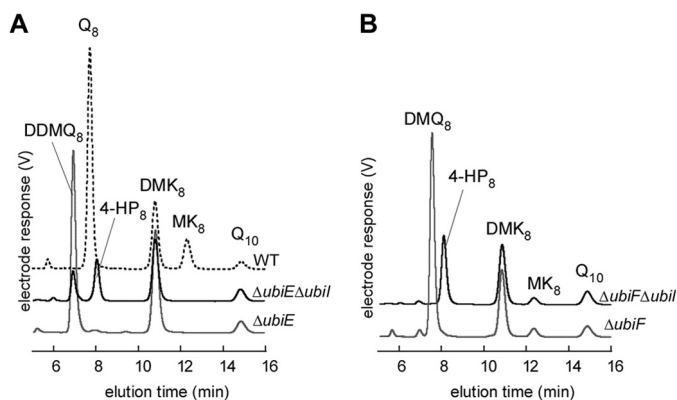 A
Q₈
DDMQ₈
4-HP₈
DMK₈
MK₈
Q₁₀
WT
ΔubiEΔubiI
ΔubiE
electrode response (V)
6 8 10 12 14 16
elution time (min)
B
DMQ₈
4-HP₈
DMK₈
MK₈
Q₁₀
ΔubiFΔubiI
ΔubiF
electrode response (V)
6 8 10 12 14 16
elution time (min)